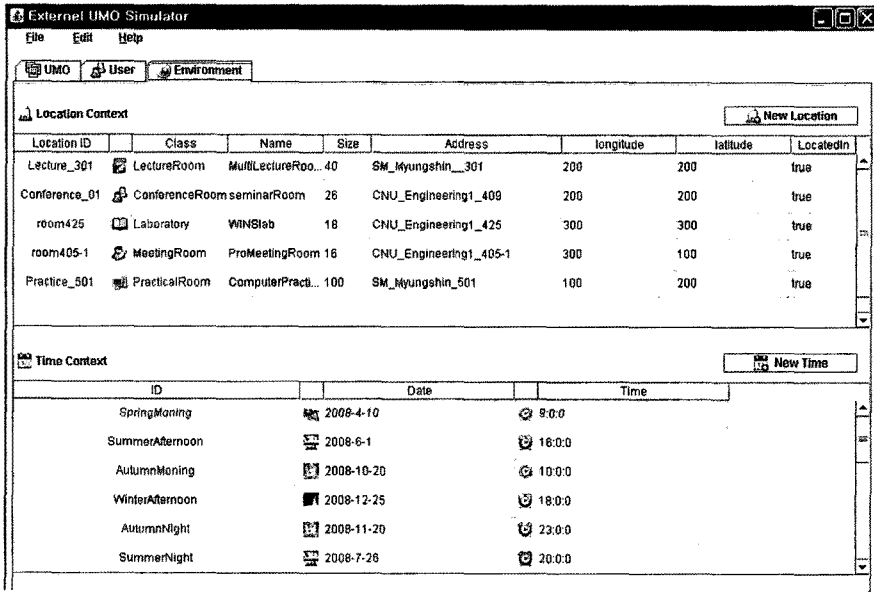 Externel UMO Simulator
File Edit Help
UMO User Environment
Location Context New Location
Location ID Class Name Size Address longitude latitude LocatedIn
Lecture_301 LectureRoom MultiLectureRoo... 40 SM_Myungshin__301 200 200 true
Conference_01 ConferenceRoom seminarRoom 26 CNU_Engineering1_409 200 200 true
room425 Laboratory WINSlab 18 CNU_Engineering1_425 300 300 true
room405-1 MeetingRoom ProMeetingRoom 16 CNU_Engineering1_405-1 300 100 true
Practice_501 PracticalRoom ComputerPracti... 100 SM_Myungshin_501 100 200 true
Time Context New Time
ID Date Time
SpringMoning 2008-4-10 9:0:0
SummerAfternoon 2008-6-1 16:0:0
AutumnMoning 2008-10-20 10:0:0
WinterAfternoon 2008-12-25 18:0:0
AutumnNight 2008-11-20 23:0:0
SummerNight 2008-7-26 20:0:0